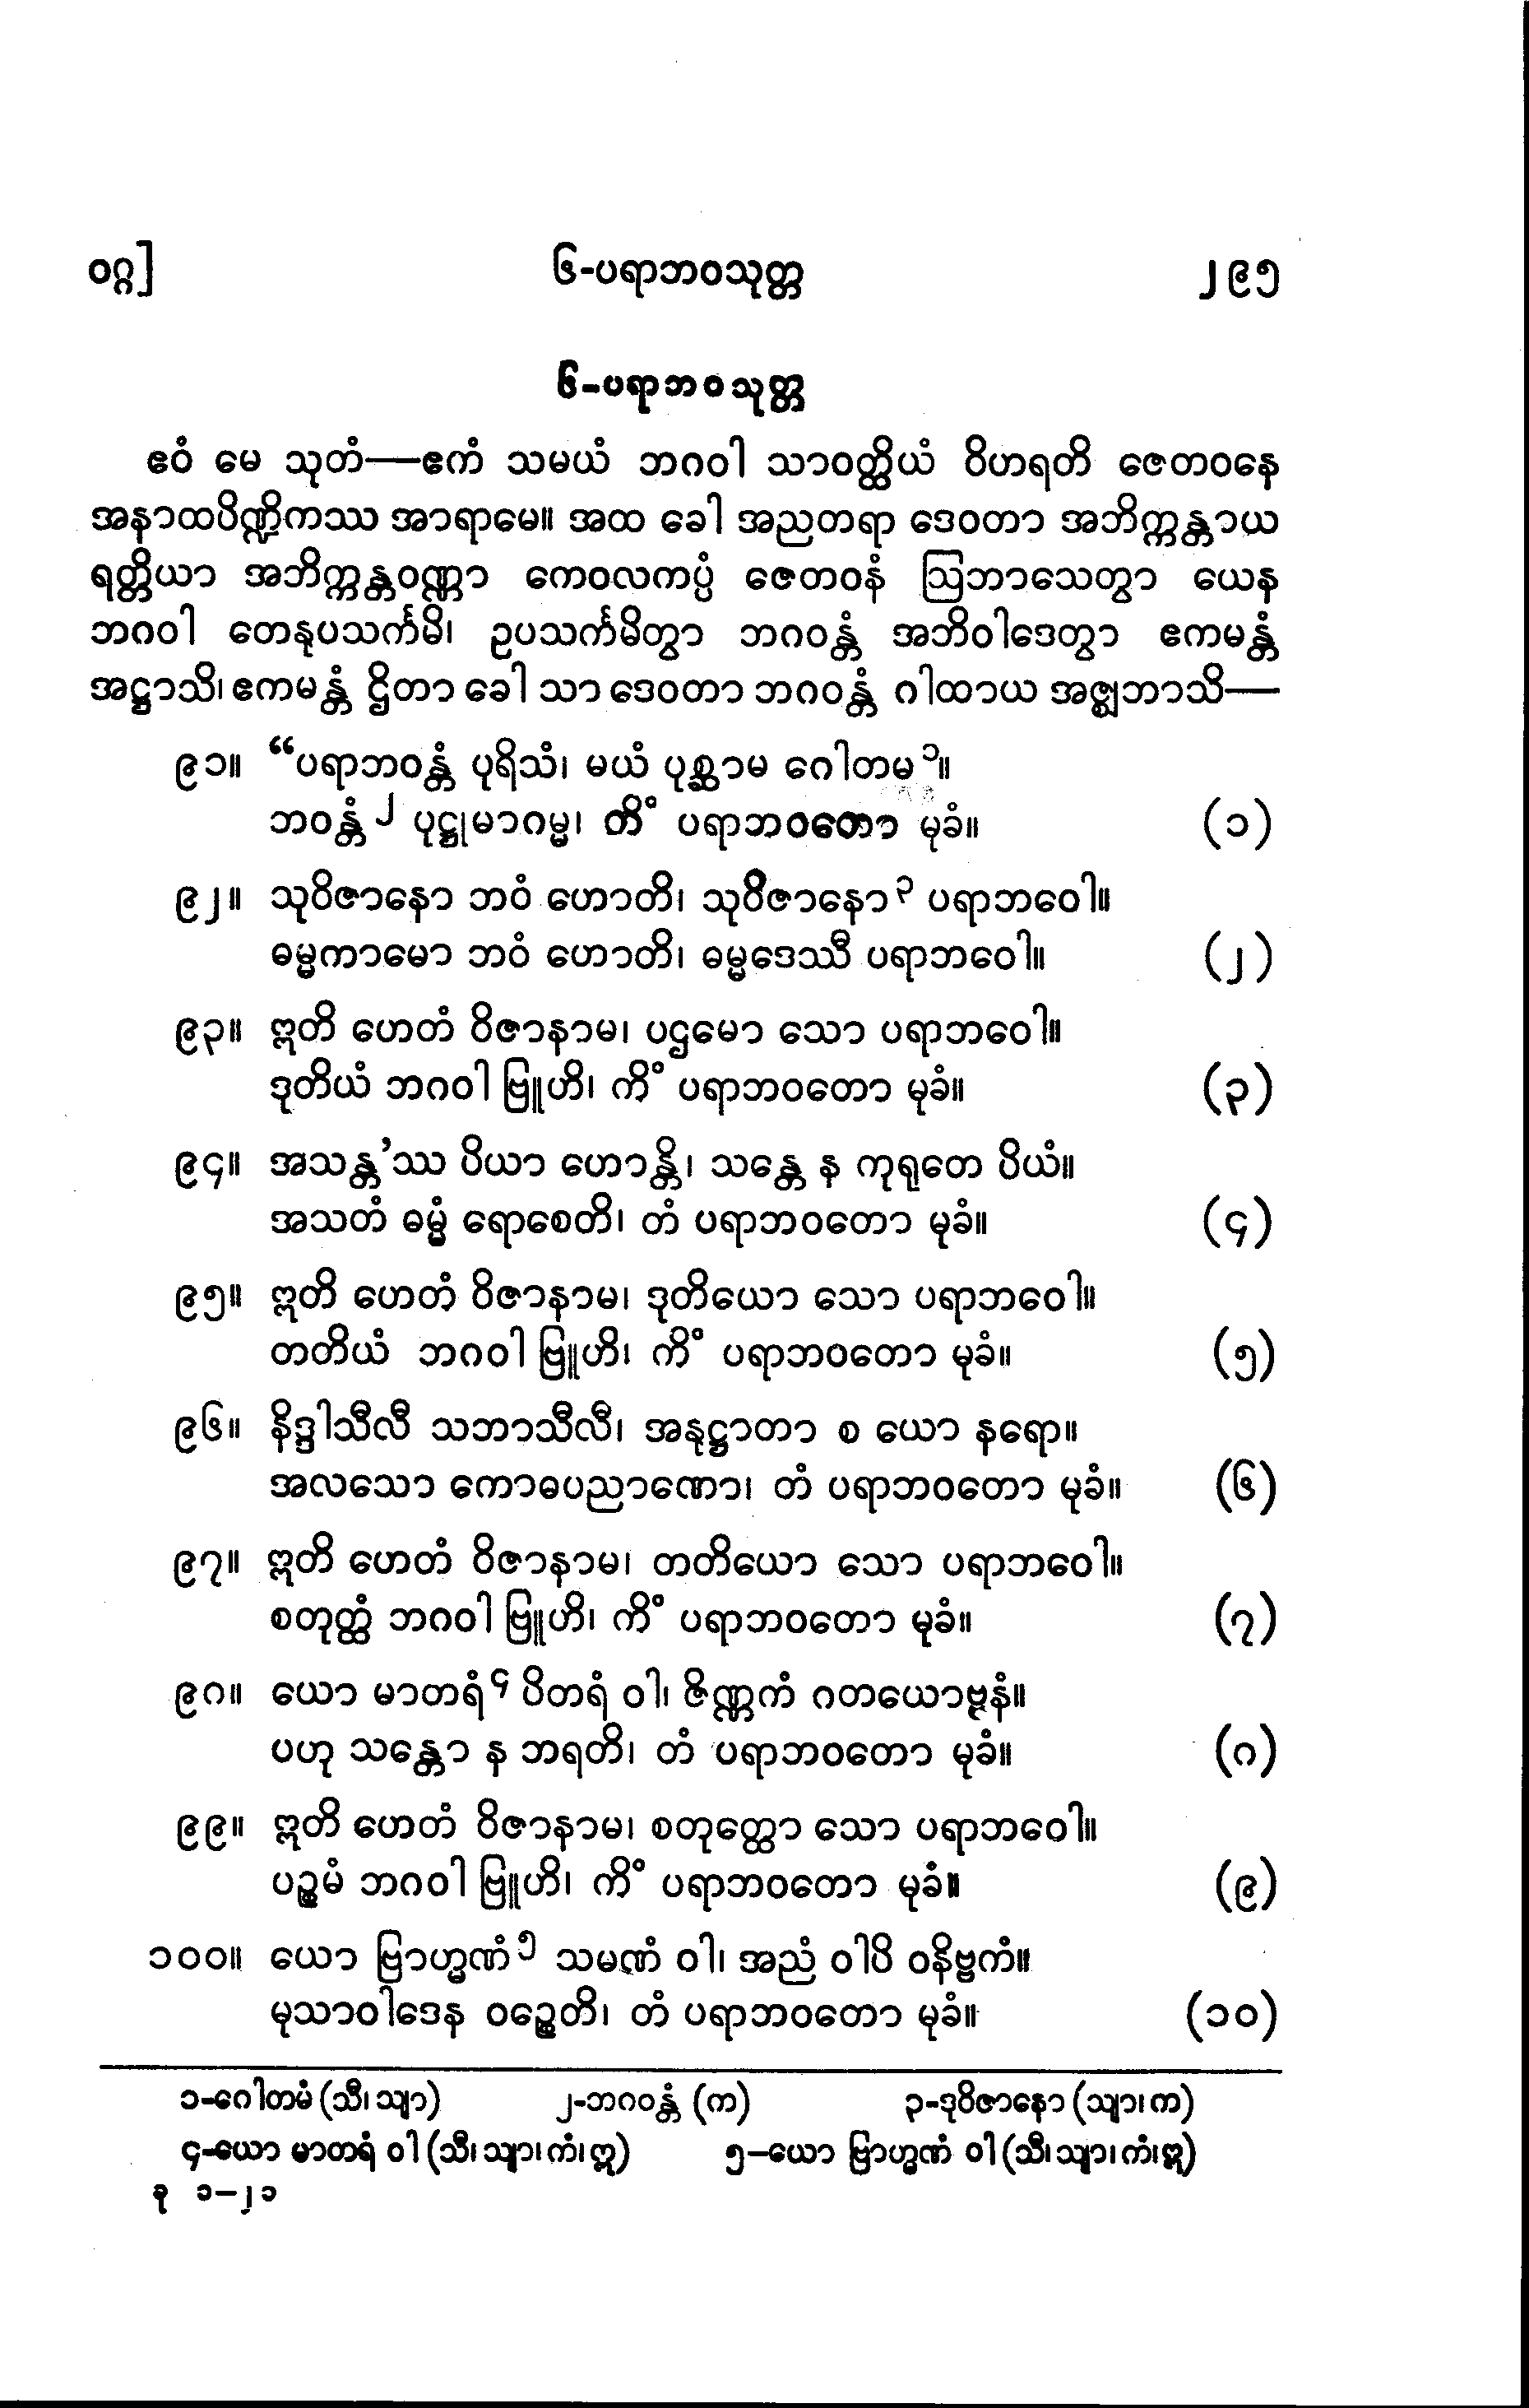 ဝဂ္ဂ]	၆-ပရာဘဝသုတ္တ	၂၉၅
၆-ပရာဘဝသုတ္တ
ဧဝံ မေ သုတံ—ဧကံ သမယံ ဘဂဝါ သာဝတ္ထိယံ ဝိဟရတိ ဇေတဝနေ
အနာထပိဏ္ဍိကဿ အာရာမေ။ အထ ခေါ အညတရာ ဒေဝတာ အဘိက္ကန္တာယ
ရတ္တိယာ အဘိက္ကန္တဝဏ္ဏာ ကေဝလကပ္ပံ ဇေတဝနံ ဩဘာသေတွာ ယေန
ဘဂဝါ တေနုပသင်္ကမိ၊ ဥပသင်္ကမိတွာ ဘဂဝန္တံ အဘိဝါဒေတွာ ဧကမန္တံ
အဋ္ဌာသိ၊ ဧကမန္တံ ဌိတာ ခေါ သာ ဒေဝတာ ဘဂဝန္တံ ဂါထာယ အဇ္ဈဘာသိ—
၉၁။ “ပရာဘဝန္တံ ပုရိသံ၊ မယံ ပုစ္ဆာမ ဂေါတမ ၁။
ဘဝန္တံ ၂ ပုဋ္ဌုမာဂမ္မ၊ ကိံ ပရာဘဝတော မုခံ။	(၁)
၉၂။ သုဝိဇာနော ဘဝံ ဟောတိ၊ သုဝိဇာနော ၃ ပရာဘဝေါ။
ဓမ္မကာမော ဘဝံ ဟောတိ၊ ဓမ္မဒေဿီ ပရာဘဝေါ။	(၂)
၉၃။ ဣတိ ဟေတံ ဝိဇာနာမ၊ ပဌမော သော ပရာဘဝေါ။
ဒုတိယံ ဘဂဝါ ဗြူဟိ၊ ကိံ ပရာဘဝတော မုခံ။	(၃)
၉၄။ အသန္တ’ဿ ပိယာ ဟောန္တိ၊ သန္တေ န ကုရုတေ ပိယံ။
အသတံ ဓမ္မံ ရောစေတိ၊ တံ ပရာဘဝတော မုခံ။	(၄)
၉၅။ ဣတိ ဟေတံ ဝိဇာနာမ၊ ဒုတိယော သော ပရာဘဝေါ။
တတိယံ ဘဂဝါ ဗြူဟိ၊ ကိံ ပရာဘဝတော မုခံ။	(၅)
၉၆။ နိဒ္ဒါသီလီ သဘာသီလီ၊ အနုဋ္ဌာတာ စ ယော နရော။
အလသော ကောဓပညာဏော၊ တံ ပရာဘဝတော မုခံ။	(၆)
၉၇။ ဣတိ ဟေတံ ဝိဇာနာမ၊ တတိယော သော ပရာဘဝေါ။
စတုတ္ထံ ဘဂဝါ ဗြူဟိ၊ ကိံ ပရာဘဝတော မုခံ။	(၇)
၉၈။ ယော မာတရံ ၄ ပိတရံ ဝါ၊ ဇိဏ္ဏကံ ဂတယောဗ္ဗနံ။
ပဟု သန္တော န ဘရတိ၊ တံ ပရာဘဝတော မုခံ။	(၈)
၉၉။ ဣတိ ဟေတံ ဝိဇာနာမ၊ စတုတ္ထော သော ပရာဘဝေါ။
ပဉ္စမံ ဘဂဝါ ဗြူဟိ၊ ကိံ ပရာဘဝတော မုခံ။	(၉)
၁၀၀။ ယော ဗြာဟ္မဏံ ၅ သမဏံ ဝါ၊ အညံ ဝါပိ ဝနိဗ္ဗကံ။
မုသာဝါဒေန ဝဉ္စေတိ၊ တံ ပရာဘဝတော မုခံ။	(၁၀)
၁-ဂေါတမံ (သီ၊ သျာ)	၂-ဘဂဝန္တံ (က)	၃-ဒုဝိဇာနော (သျာ၊ က)
၄-ယော မာတရံ ဝါ (သီ၊ သျာ၊ ကံ၊ ဣ)	၅-ယော ဗြာဟ္မဏံ ဝါ (သီ၊ သျာ၊ ကံ၊ ဣ)
ခု ၁—၂၁